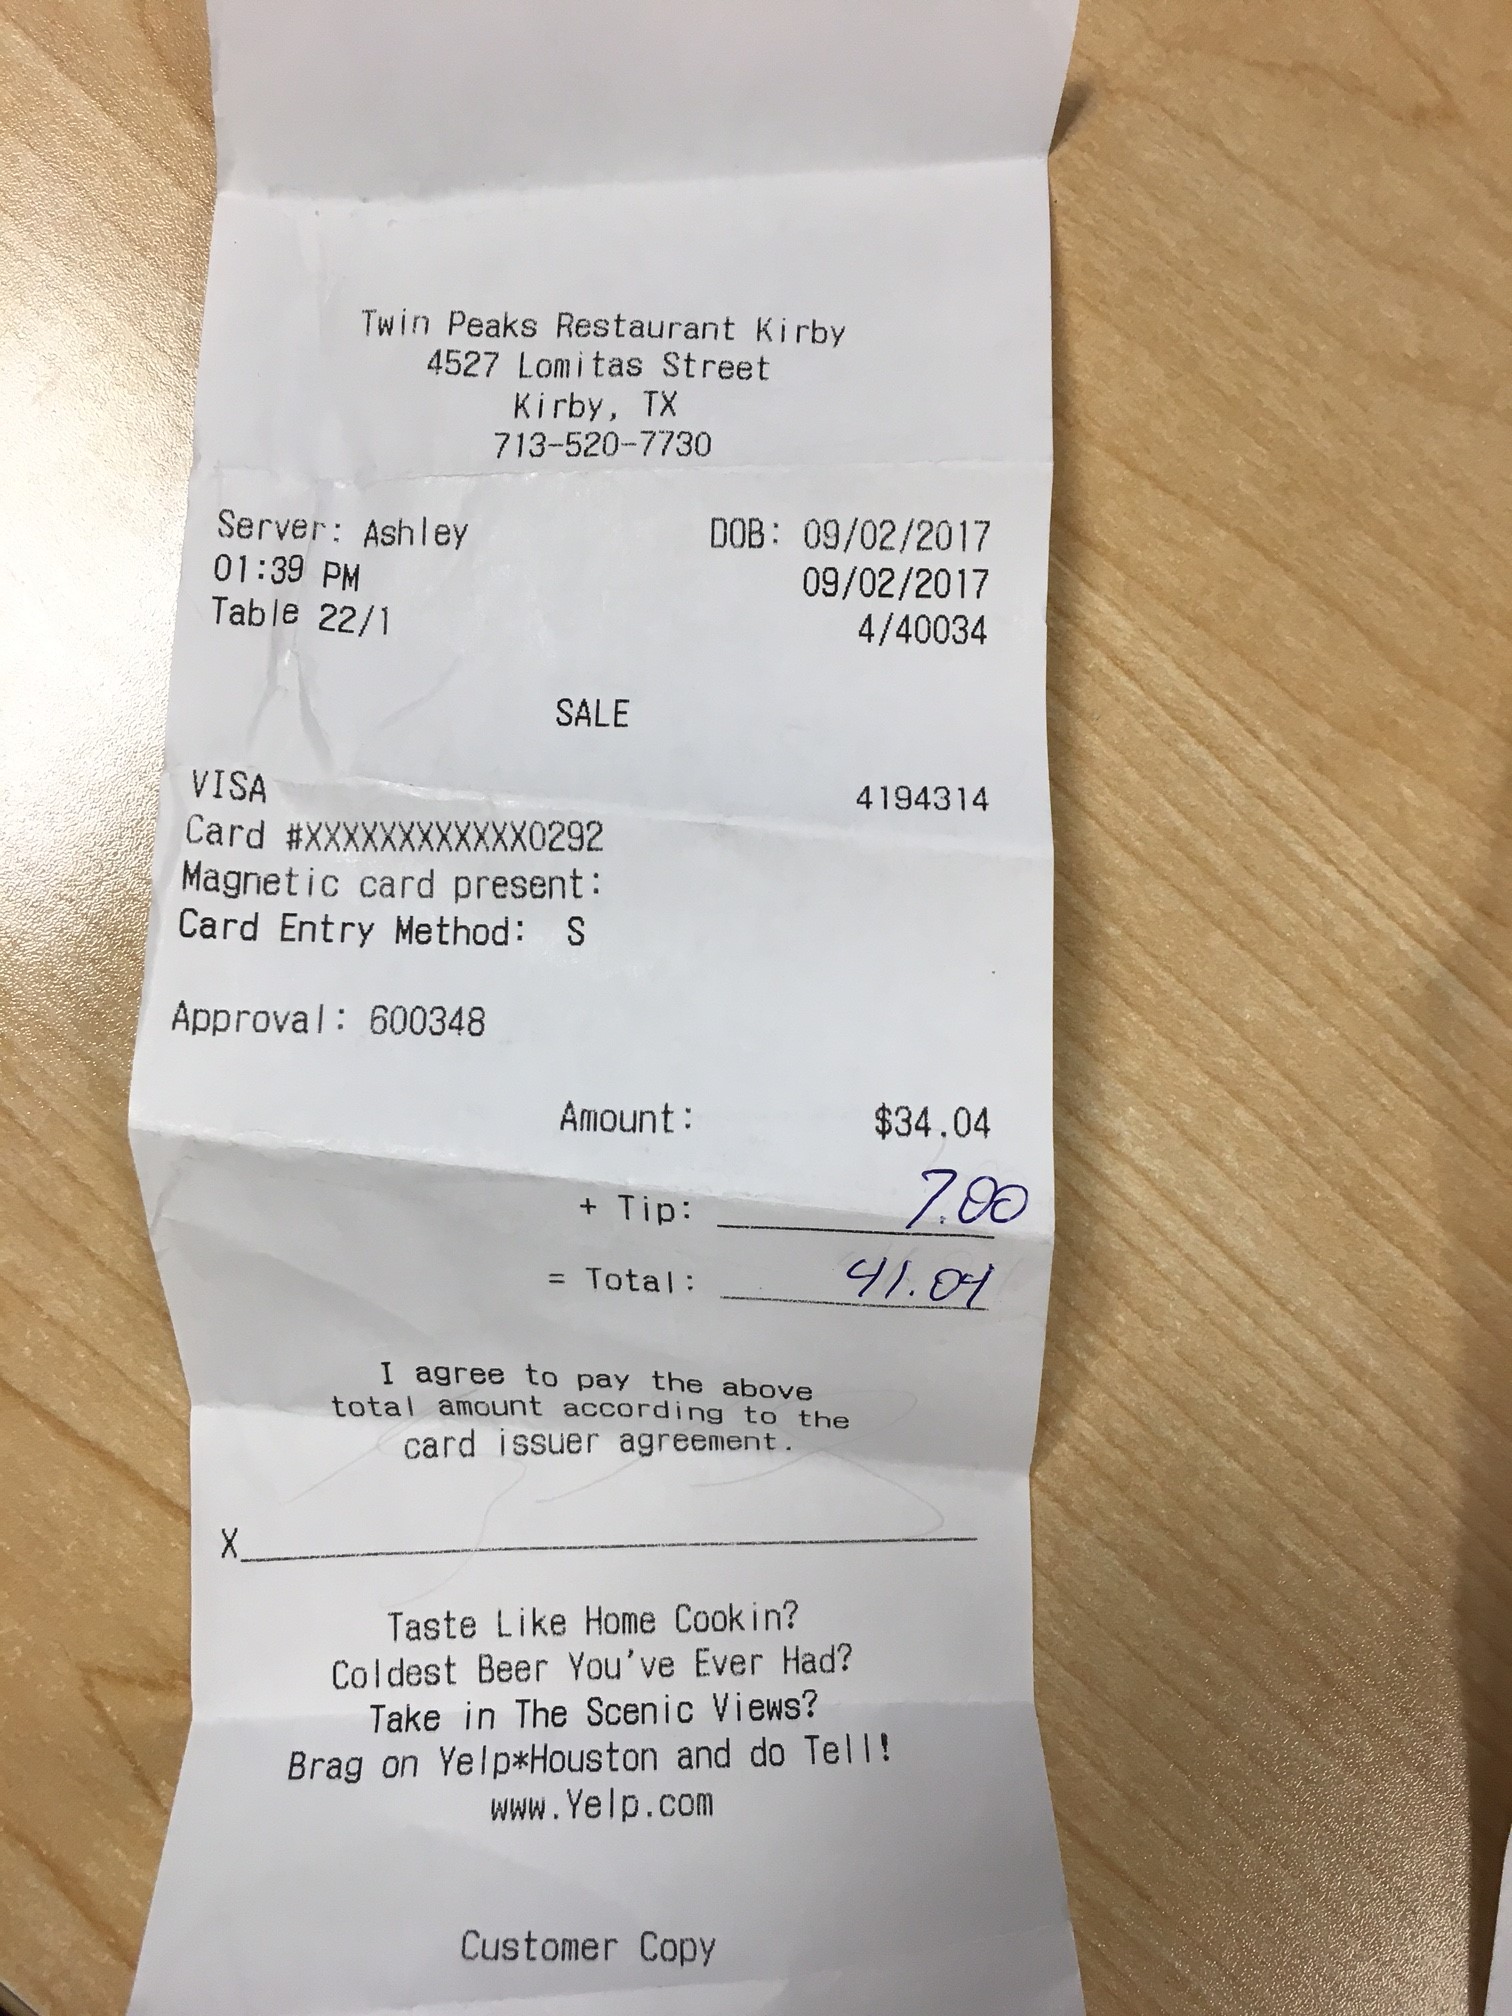 Twin Peaks Restaurant Kirby
4527 Lomitas Street
Kirby, TX
713-520-7730
Server: Ashley DOB: 09/02/2017
01:39 PM 09/02/2017
Table 22/1 4/40034
SALE
VISA 4194314
Card #XXXXXXXXXXXX0292
Magnetic card present:
Card Entry Method: S
Approval: 600348
Amount: $34.04
+ Tip: 7.00
= Total: 41.04
I agree to pay the above
total amount according to the
card issuer agreement.
X
Taste Like Home Cookin?
Coldest Beer You've Ever Had?
Take in The Scenic Views?
Brag on Yelp*Houston and do Tell!
www.Yelp.com
Customer Copy